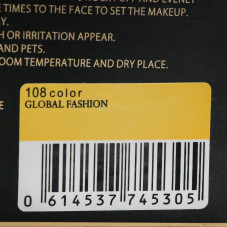 TIMES TO THE FACE TO SET THE MAKEUP.
Y.
H OR IRRITATION APPEAR.
AND PETS.
OOM TEMPERATURE AND DRY PLACE.
E
108 color
GLOBAL FASHION
0 614537 745305